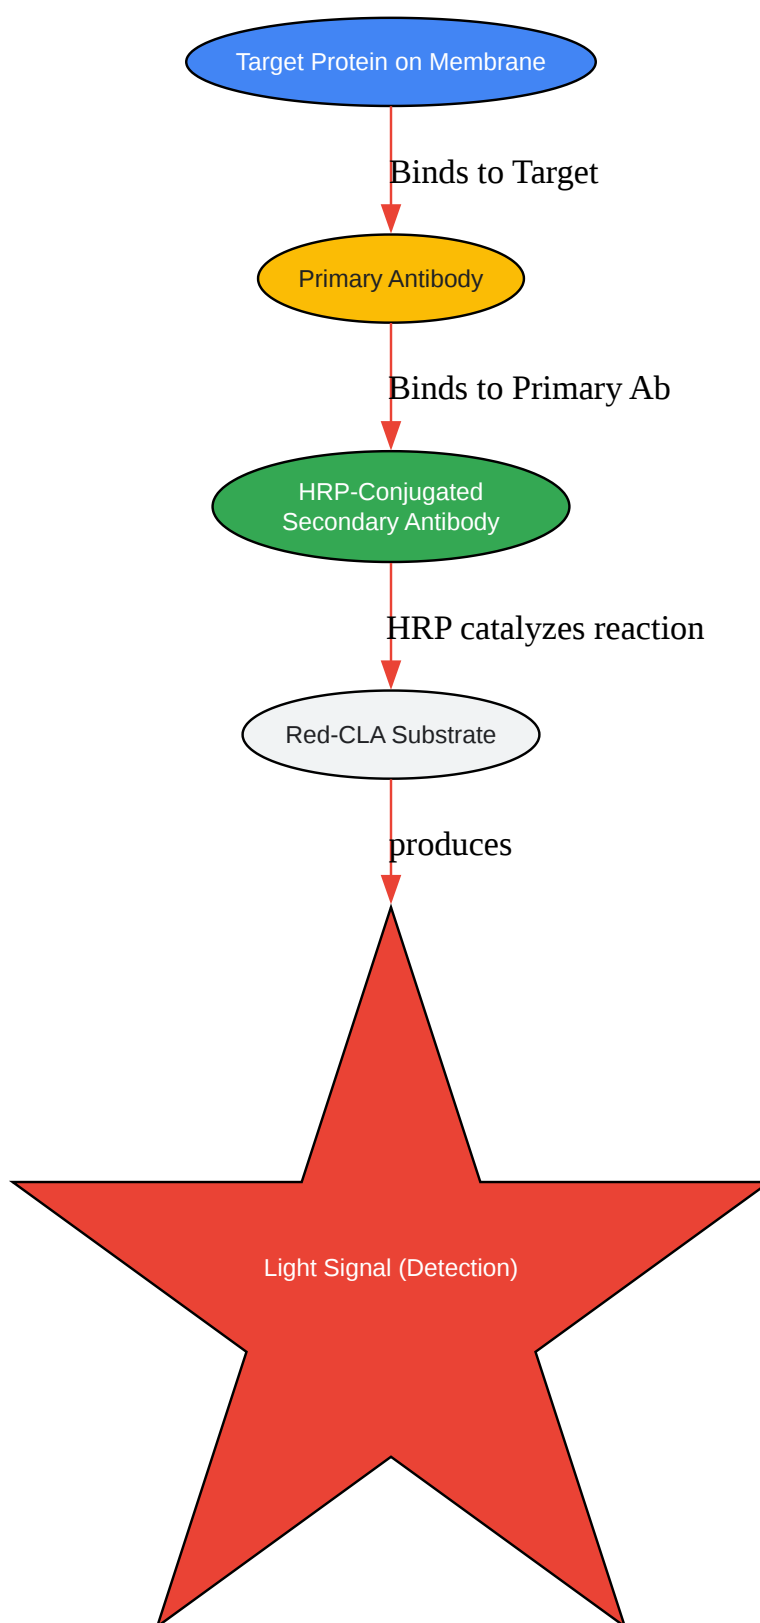 Target Protein on Membrane
Binds to Target
Primary Antibody
Binds to Primary Ab
HRP-Conjugated
Secondary Antibody
HRP catalyzes reaction
Red-CLA Substrate
produces
Light Signal (Detection)